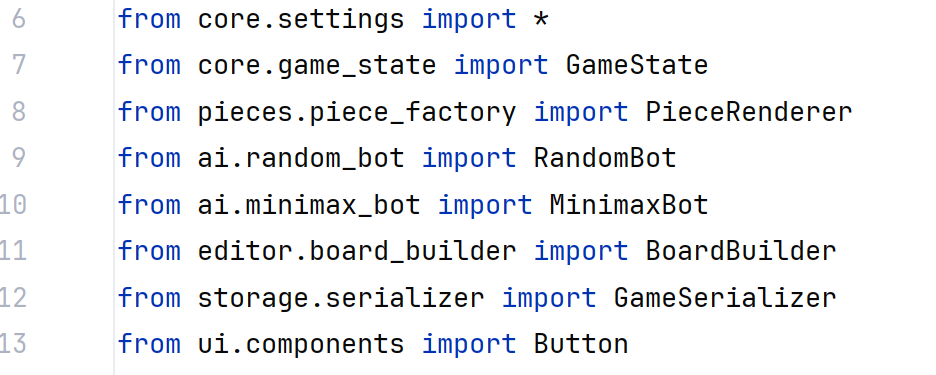 6 from core.settings import *
7 from core.game_state import GameState
8 from pieces.piece_factory import PieceRenderer
9 from ai.random_bot import RandomBot
10 from ai.minimax_bot import MinimaxBot
11 from editor.board_builder import BoardBuilder
12 from storage.serializer import GameSerializer
13 from ui.components import Button